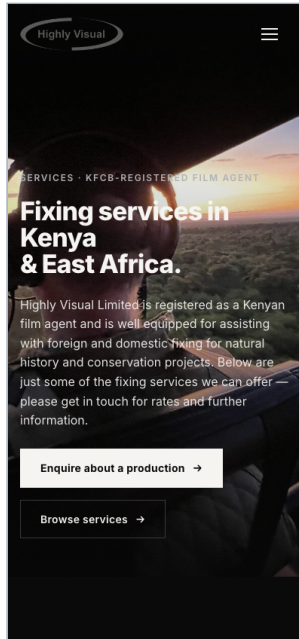 Highly Visual
SERVICES · KFCB-REGISTERED FILM AGENT
Fixing services in
Kenya
& East Africa.
Highly Visual Limited is registered as a Kenyan
film agent and is well equipped for assisting
with foreign and domestic fixing for natural
history and conservation projects. Below are
just some of the fixing services we can offer —
please get in touch for rates and further
information.
Enquire about a production →
Browse services →